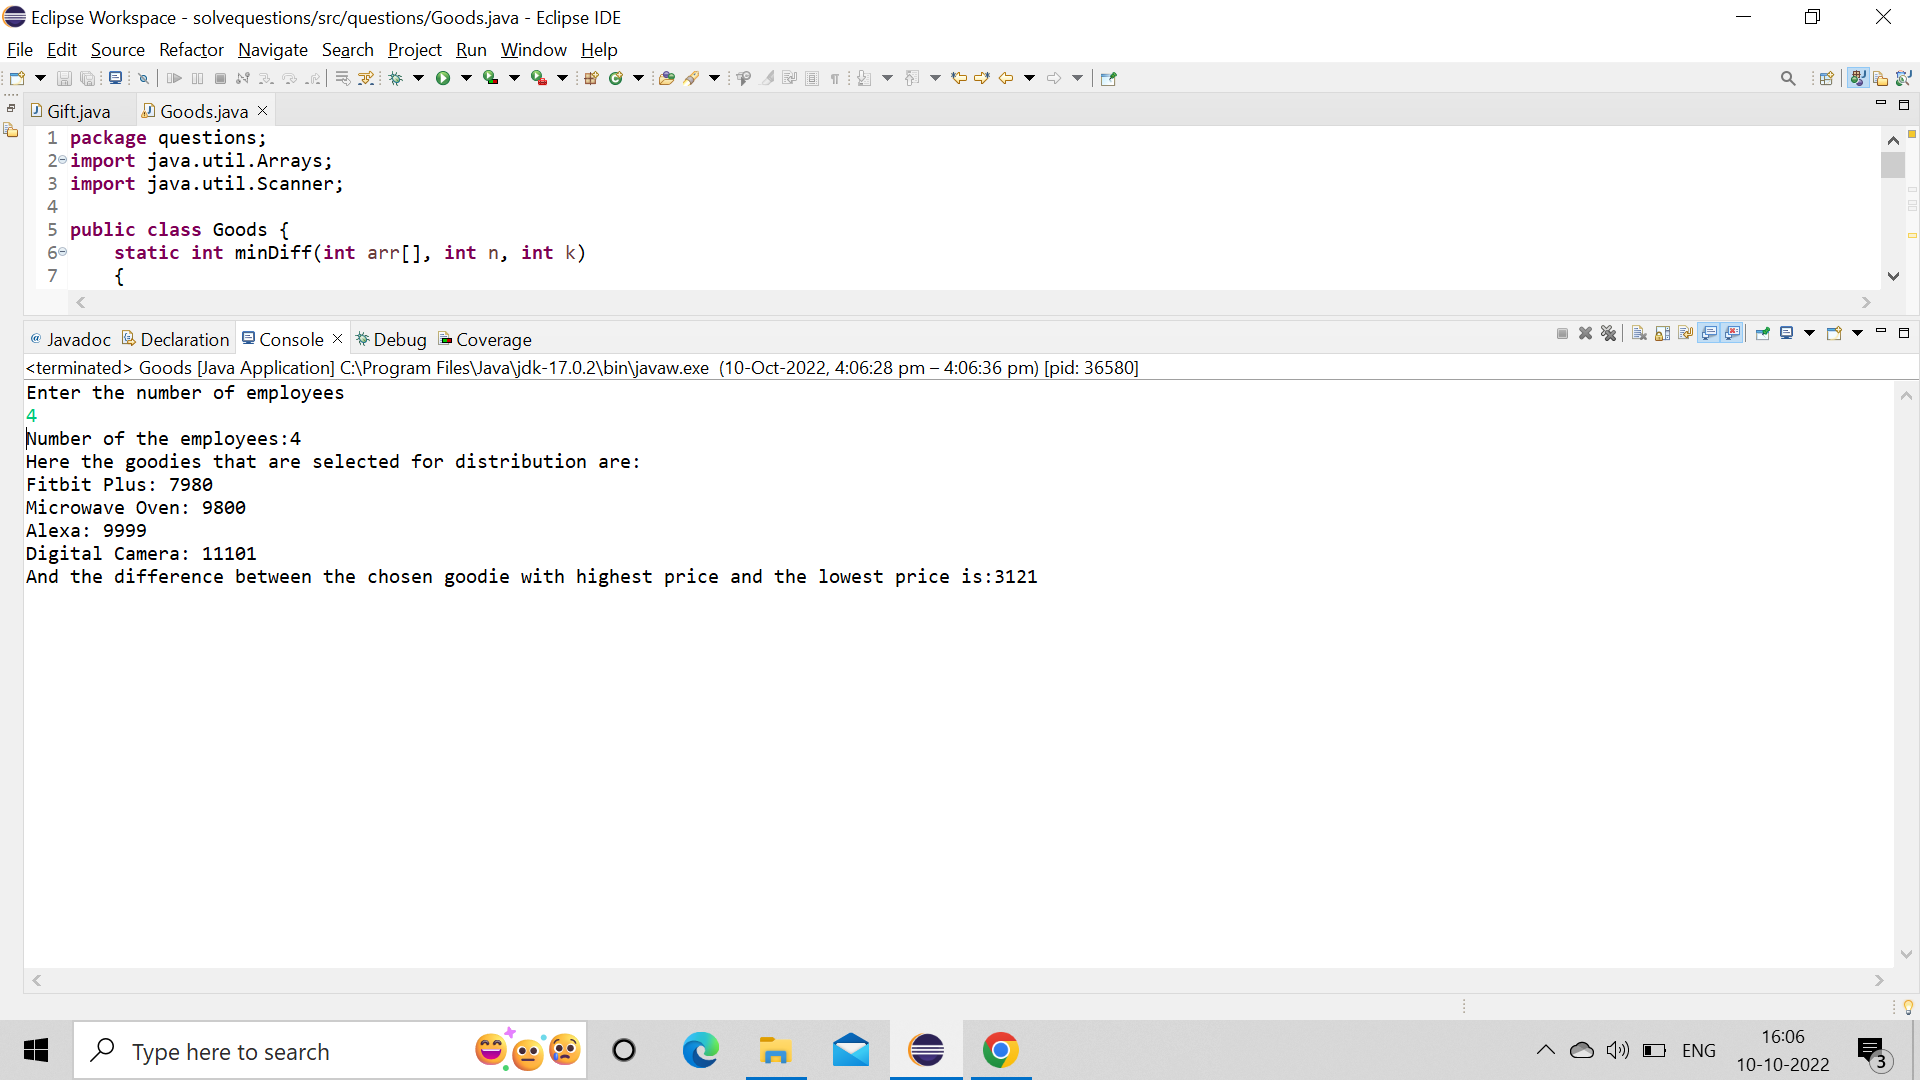 Eclipse Workspace - solvequestions/src/questions/Goods.java - Eclipse IDE
File Edit Source Refactor Navigate Search Project Run Window Help
Gift.java Goods.java
1 package questions;
2 import java.util.Arrays;
3 import java.util.Scanner;
4
5 public class Goods {
6 static int minDiff(int arr[], int n, int k)
7 {
@ Javadoc Declaration Console Debug Coverage
<terminated> Goods [Java Application] C:\Program Files\Java\jdk-17.0.2\bin\javaw.exe (10-Oct-2022, 4:06:28 pm – 4:06:36 pm) [pid: 36580]
Enter the number of employees
4
Number of the employees:4
Here the goodies that are selected for distribution are:
Fitbit Plus: 7980
Microwave Oven: 9800
Alexa: 9999
Digital Camera: 11101
And the difference between the chosen goodie with highest price and the lowest price is:3121
Type here to search
ENG
16:06
10-10-2022
3